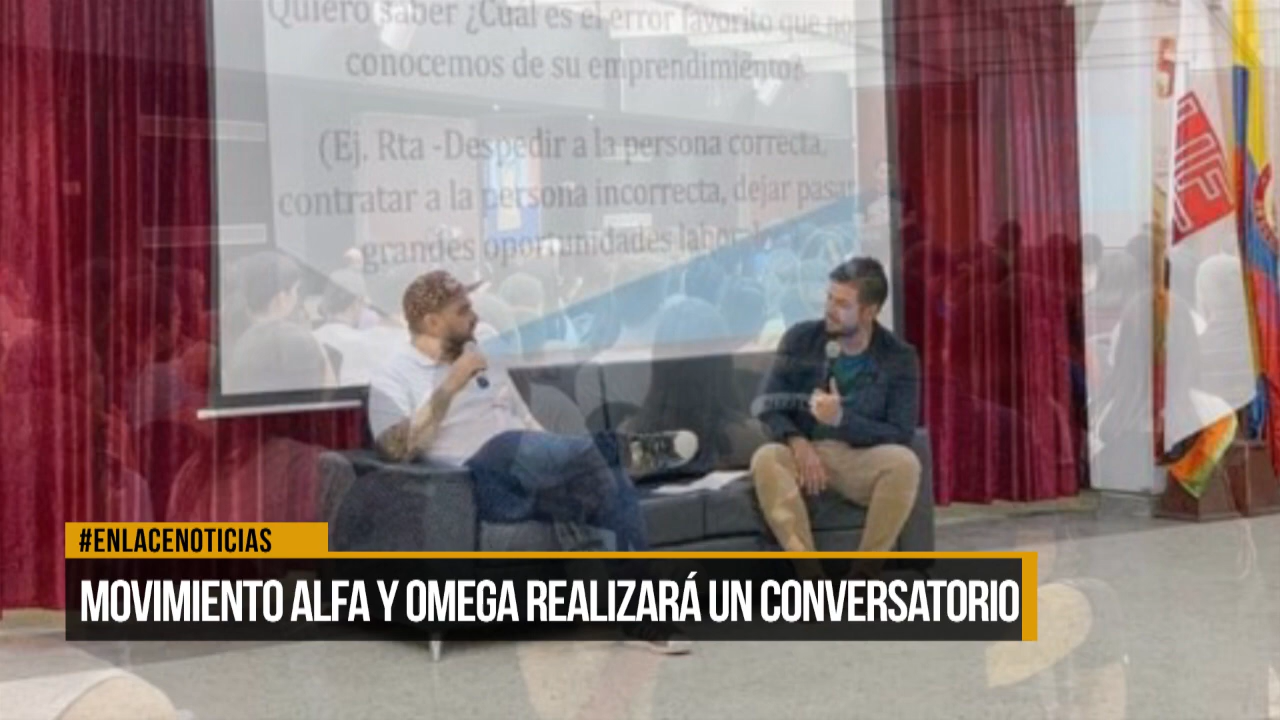 Quiero saber ¿Cuál es el error favorito que no
conocemos de su emprendimiento?
(Ej. Rta -Despedir a la persona correcta,
contratar a la persona incorrecta, dejar pasar
grandes oportunidades
#ENLACENOTICIAS
MOVIMIENTO ALFA Y OMEGA REALIZARÁ UN CONVERSATORIO